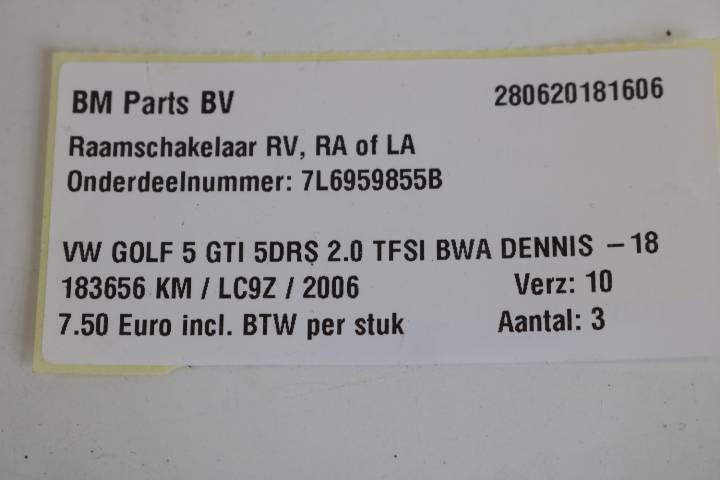 BM Parts BV 280620181606
Raamschakelaar RV, RA of LA
Onderdeelnummer: 7L6959855B
VW GOLF 5 GTI 5DRS 2.0 TFSI BWA DENNIS – 18
183656 KM / LC9Z / 2006 Verz: 10
7.50 Euro incl. BTW per stuk Aantal: 3